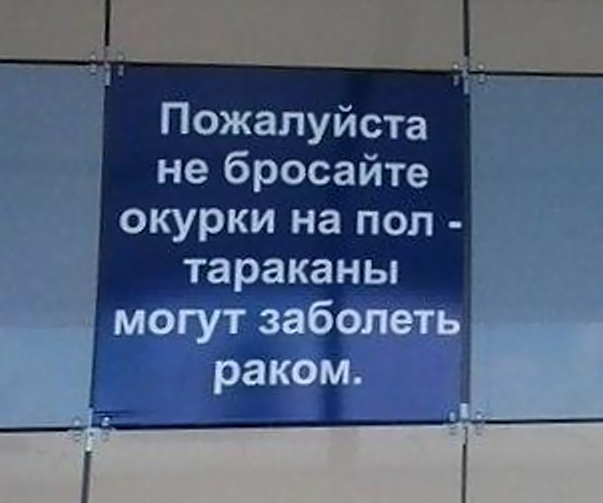 Пожалуйста
не бросайте
окурки на пол -
тараканы
могут заболеть
раком.